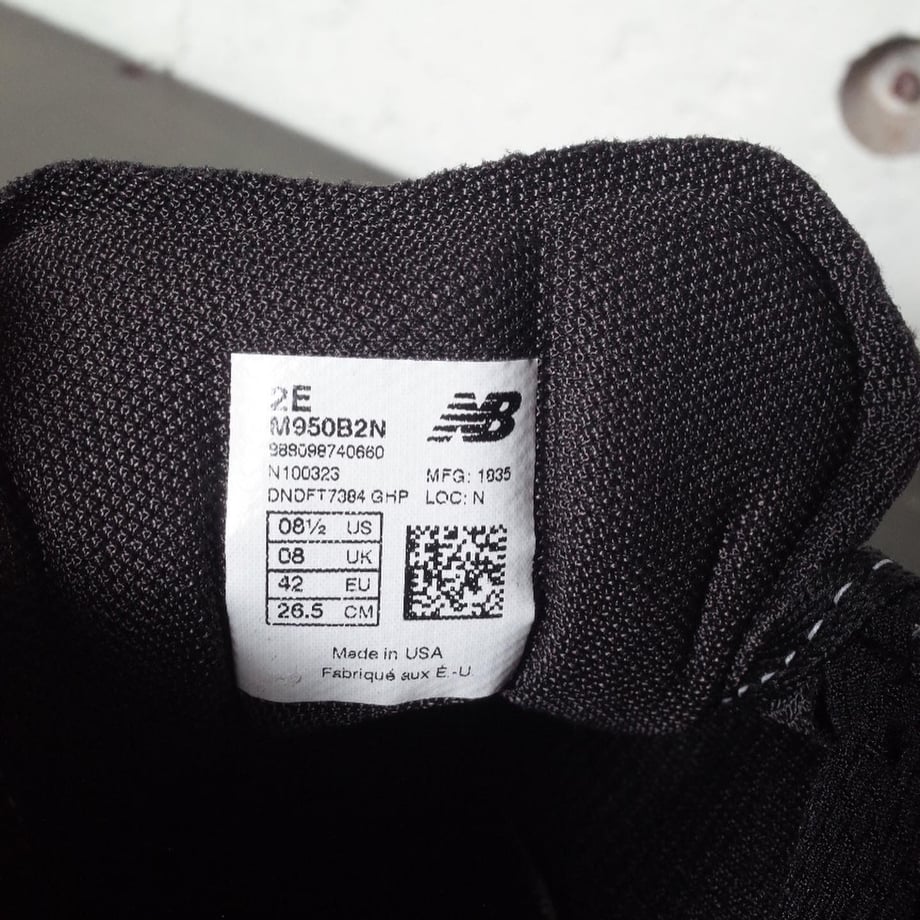 2E
M950B2N
NB
989098740660
N100323
MFG: 1835
DNDFT7384 GHP
LOC: N
08½ US
08 UK
42 EU
26.5 CM
Made in USA
Fabriqué aux É.-U.